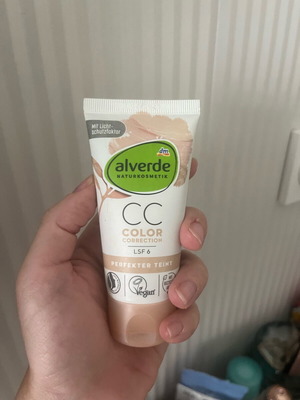 Mit Licht-
schutzfaktor
dm
alverde
NATURKOSMETIK
CC
COLOR
CORRECTION
LSF 6
PERFEKTER TEINT
Vegan